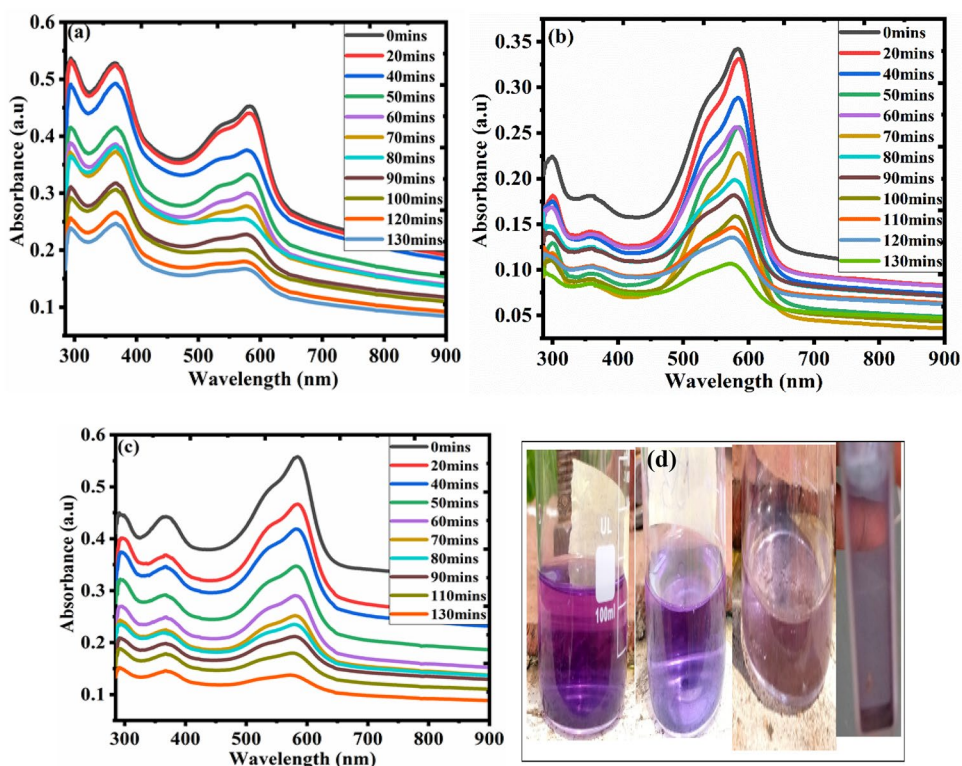 (a)
0mins
20mins
40mins
50mins
60mins
70mins
80mins
90mins
100mins
120mins
130mins
0.6
0.5
0.4
0.3
0.2
0.1
Absorbance (a.u)
300 400 500 600 700 800 900
Wavelength (nm)
(b)
0mins
20mins
40mins
50mins
60mins
70mins
80mins
90mins
100mins
110mins
120mins
130mins
0.35
0.30
0.25
0.20
0.15
0.10
0.05
Absorbance (a.u)
300 400 500 600 700 800 900
Wavelength (nm)
(c)
0mins
20mins
40mins
50mins
60mins
70mins
80mins
90mins
110mins
130mins
0.6
0.5
0.4
0.3
0.2
0.1
Absorbance (a.u)
300 400 500 600 700 800 900
Wavelength (nm)
(d)
UL
100ml